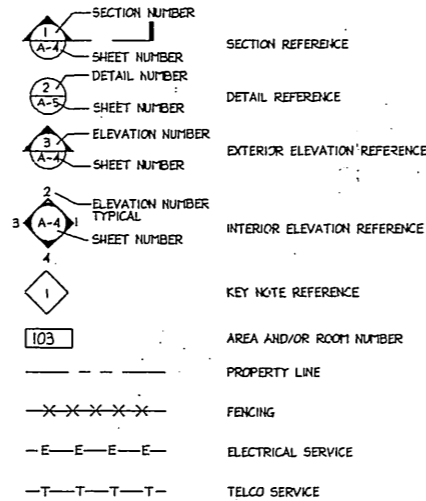 SECTION NUMBER
1
A-4
SHEET NUMBER
SECTION REFERENCE
DETAIL NUMBER
2
A-5
SHEET NUMBER
DETAIL REFERENCE
ELEVATION NUMBER
3
A-4
SHEET NUMBER
EXTERIOR ELEVATION REFERENCE
2
ELEVATION NUMBER
TYPICAL
3 A-4 1
SHEET NUMBER
4
INTERIOR ELEVATION REFERENCE
1
KEY NOTE REFERENCE
103
AREA AND/OR ROOM NUMBER
PROPERTY LINE
X X X X X
FENCING
E E E E
ELECTRICAL SERVICE
T T T T
TELCO SERVICE